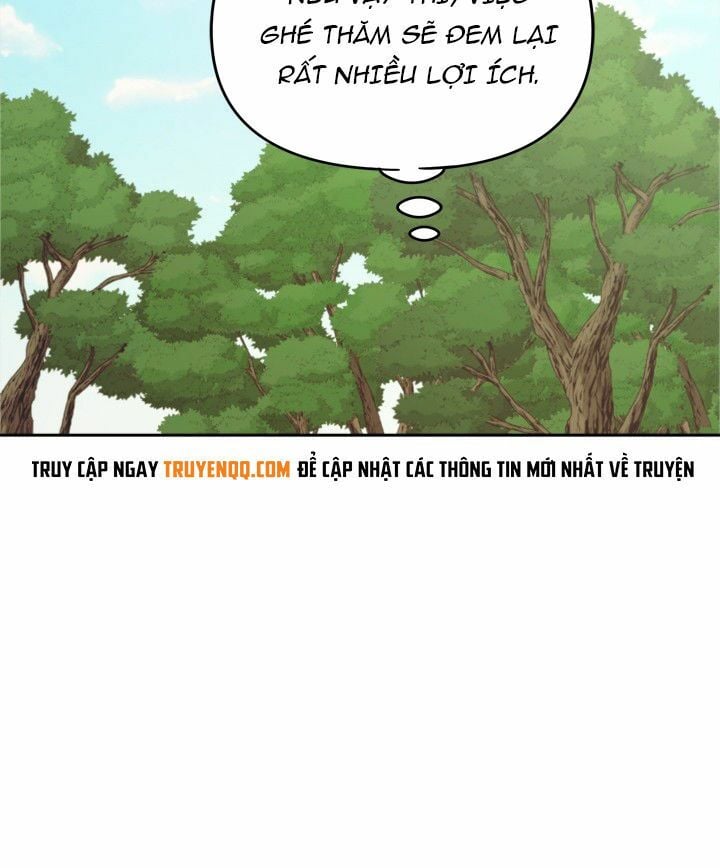 GHÉ THĂM SẼ ĐEM LẠI
RẤT NHIỀU LỢI ÍCH.
TRUY CẬP NGAY TRUYENQQ.COM ĐỂ CẬP NHẬT CÁC THÔNG TIN MỚI NHẤT VỀ TRUYỆN